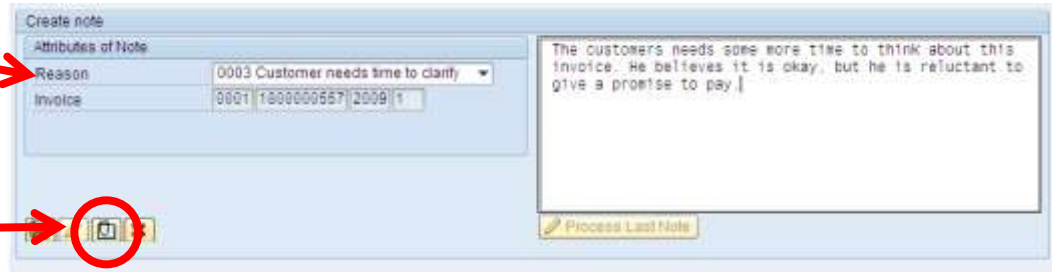 Create note
Attributes of Note
Reason 0003 Customer needs time to clarify
Invoice 0001 1800000557 2009 1
The customers needs some more time to think about this
invoice. He believes it is okay, but he is reluctant to
give a promise to pay.
Process Last Note